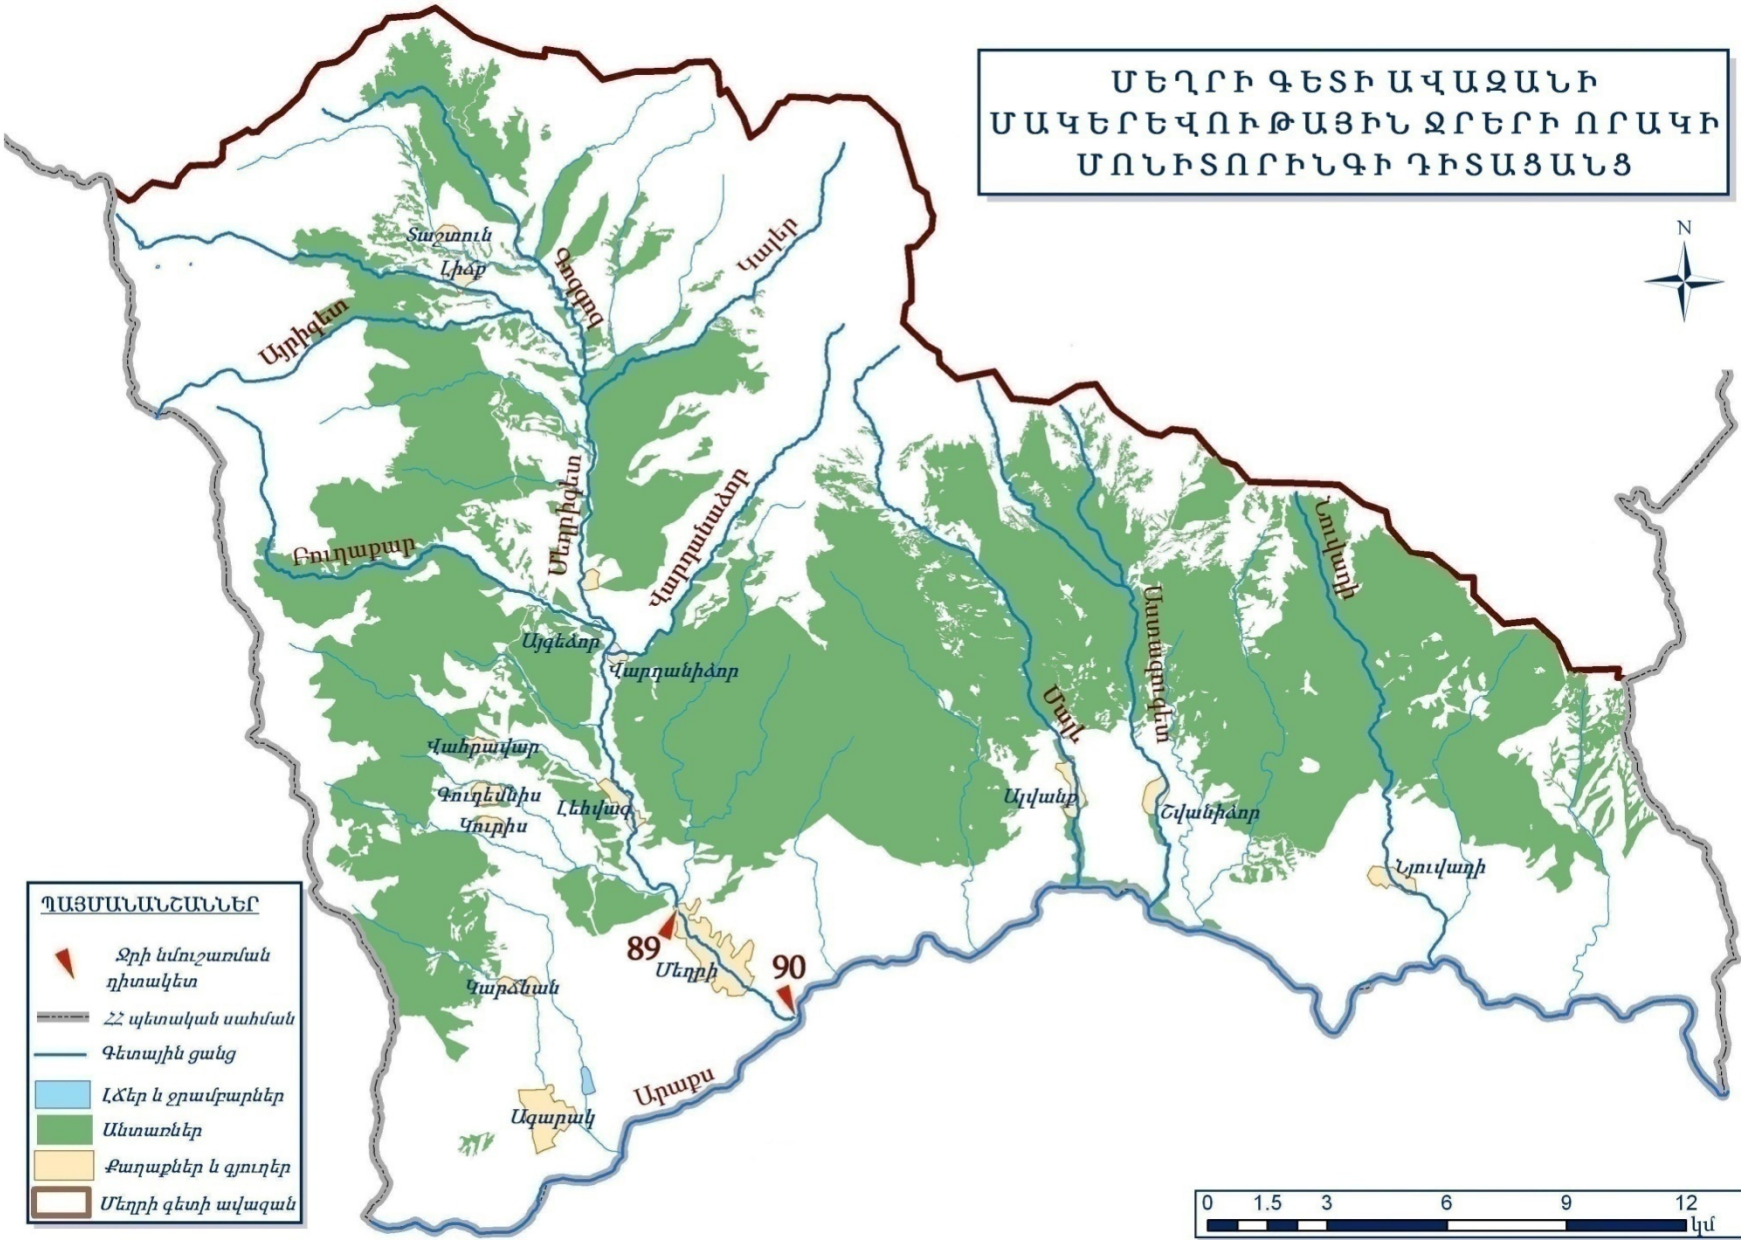 ՄԵՂՐԻ ԳԵՏԻ ԱՎԱԶԱՆԻ
ՄԱԿԵՐԵՎՈՒԹԱՅԻՆ ՋՐԵՐԻ ՈՐԱԿԻ
ՄՈՆԻՏՈՐԻՆԳԻ ԴԻՏԱՑԱՆՑ
N
Տաշտուն
Լիճք
Գոզգոզ
Կալեր
Այրիգետ
Մեղրիգետ
Վարդանաձոր
Բուղաքար
Այգեձոր
Վարդանիձոր
Նուվադի
Աստազուգետ
Մալև
Վահրավար
Գուդեմնիս
Կուրիս
Լեհվազ
Ալվանք
Շվանիձոր
Նյուվադի
89
90
Մեղրի
Կարճևան
Ագարակ
Արաքս
ՊԱՅՄԱՆԱՆՇԱՆՆԵՐ
Ջրի նմուշառման
դիտակետ
ՀՀ պետական սահման
Գետային ցանց
Լճեր և ջրամբարներ
Անտառներ
Քաղաքներ և գյուղեր
Մեղրի գետի ավազան
0 1.5 3 6 9 12
կմ